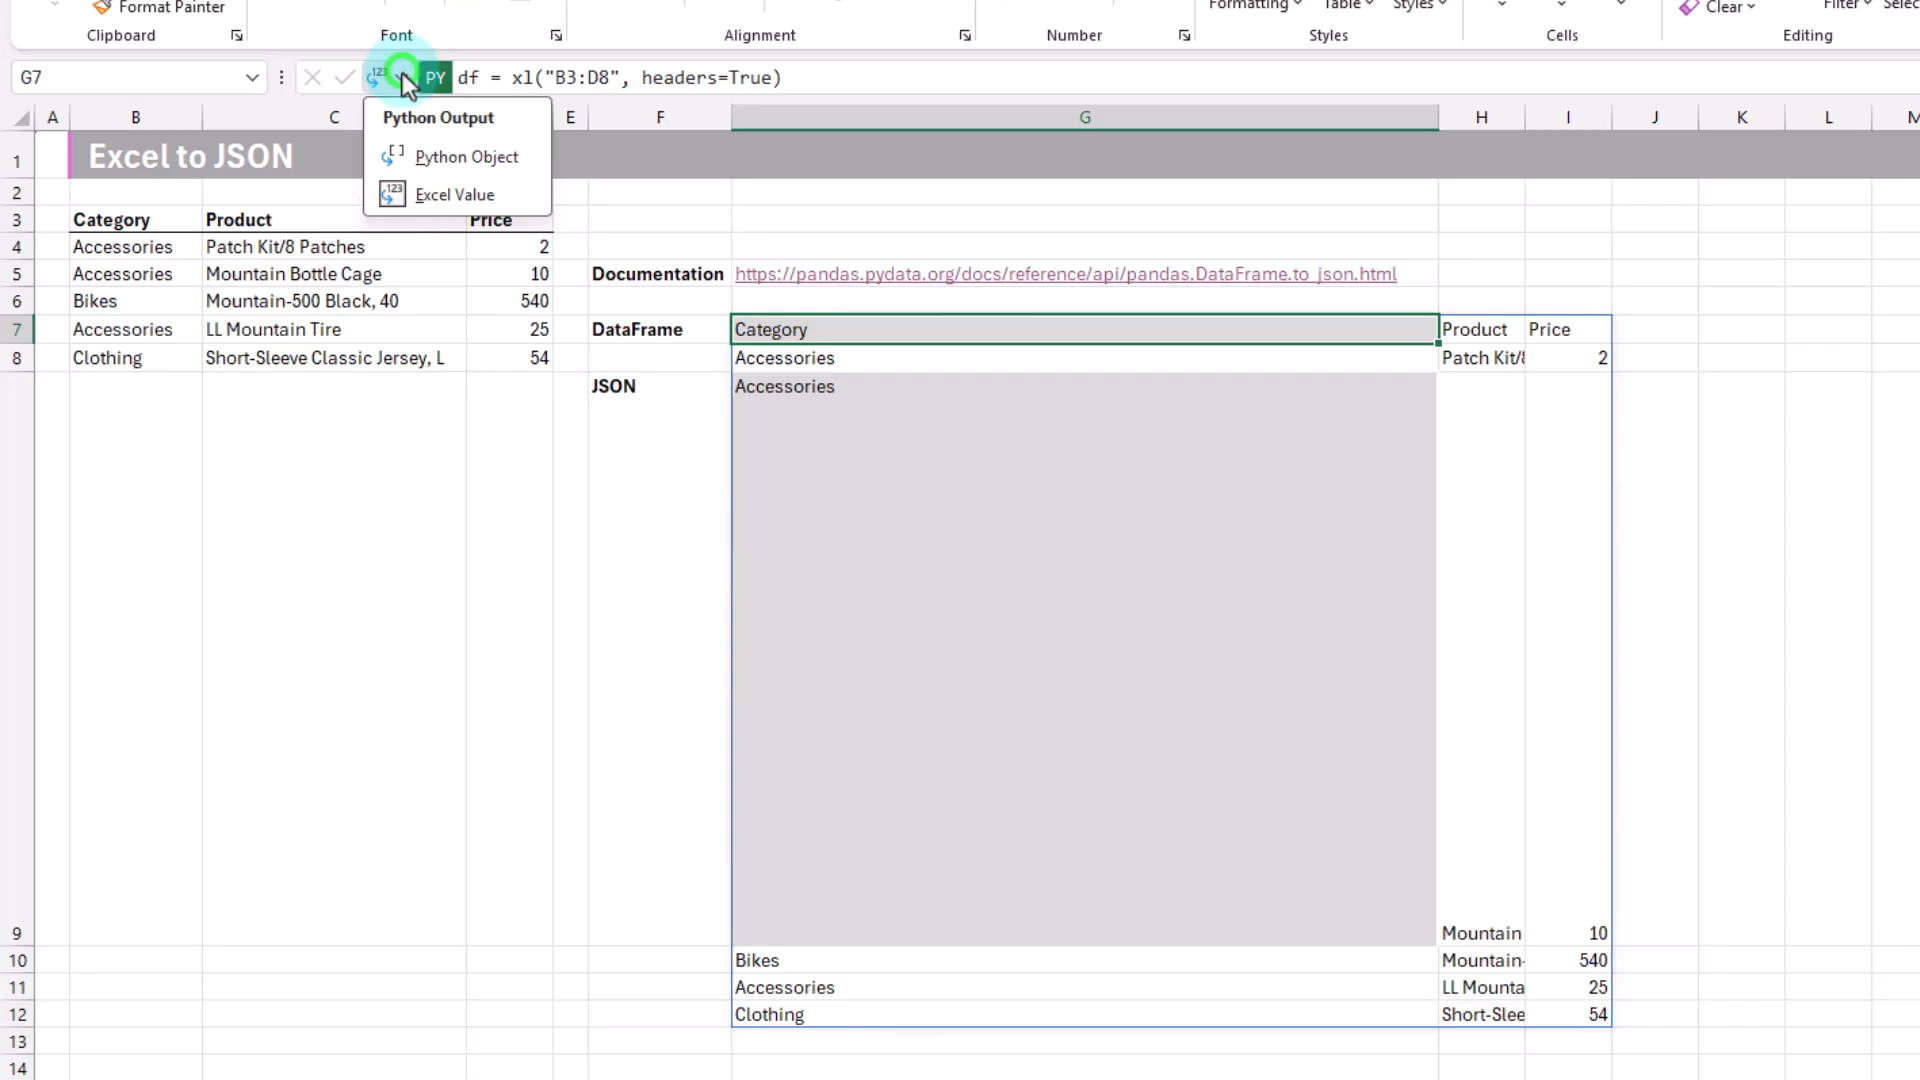 Format Painter
Formatting Table Styles
Clear
Filter
Clipboard Font Alignment Number Styles Cells Editing
G7
123 PY df = xl("B3:D8", headers=True)
A B C E F G H I J K L
Python Output
[ ] Python Object
123 Excel Value
1 Excel to JSON
2
3 Category Product Price
4 Accessories Patch Kit/8 Patches 2
5 Accessories Mountain Bottle Cage 10 Documentation https://pandas.pydata.org/docs/reference/api/pandas.DataFrame.to_json.html
6 Bikes Mountain-500 Black, 40 540
7 Accessories LL Mountain Tire 25 DataFrame Category Product Price
8 Clothing Short-Sleeve Classic Jersey, L 54 Accessories Patch Kit/8 2
JSON Accessories
9 Mountain 10
10 Bikes Mountain- 540
11 Accessories LL Mounta 25
12 Clothing Short-Slee 54
13
14